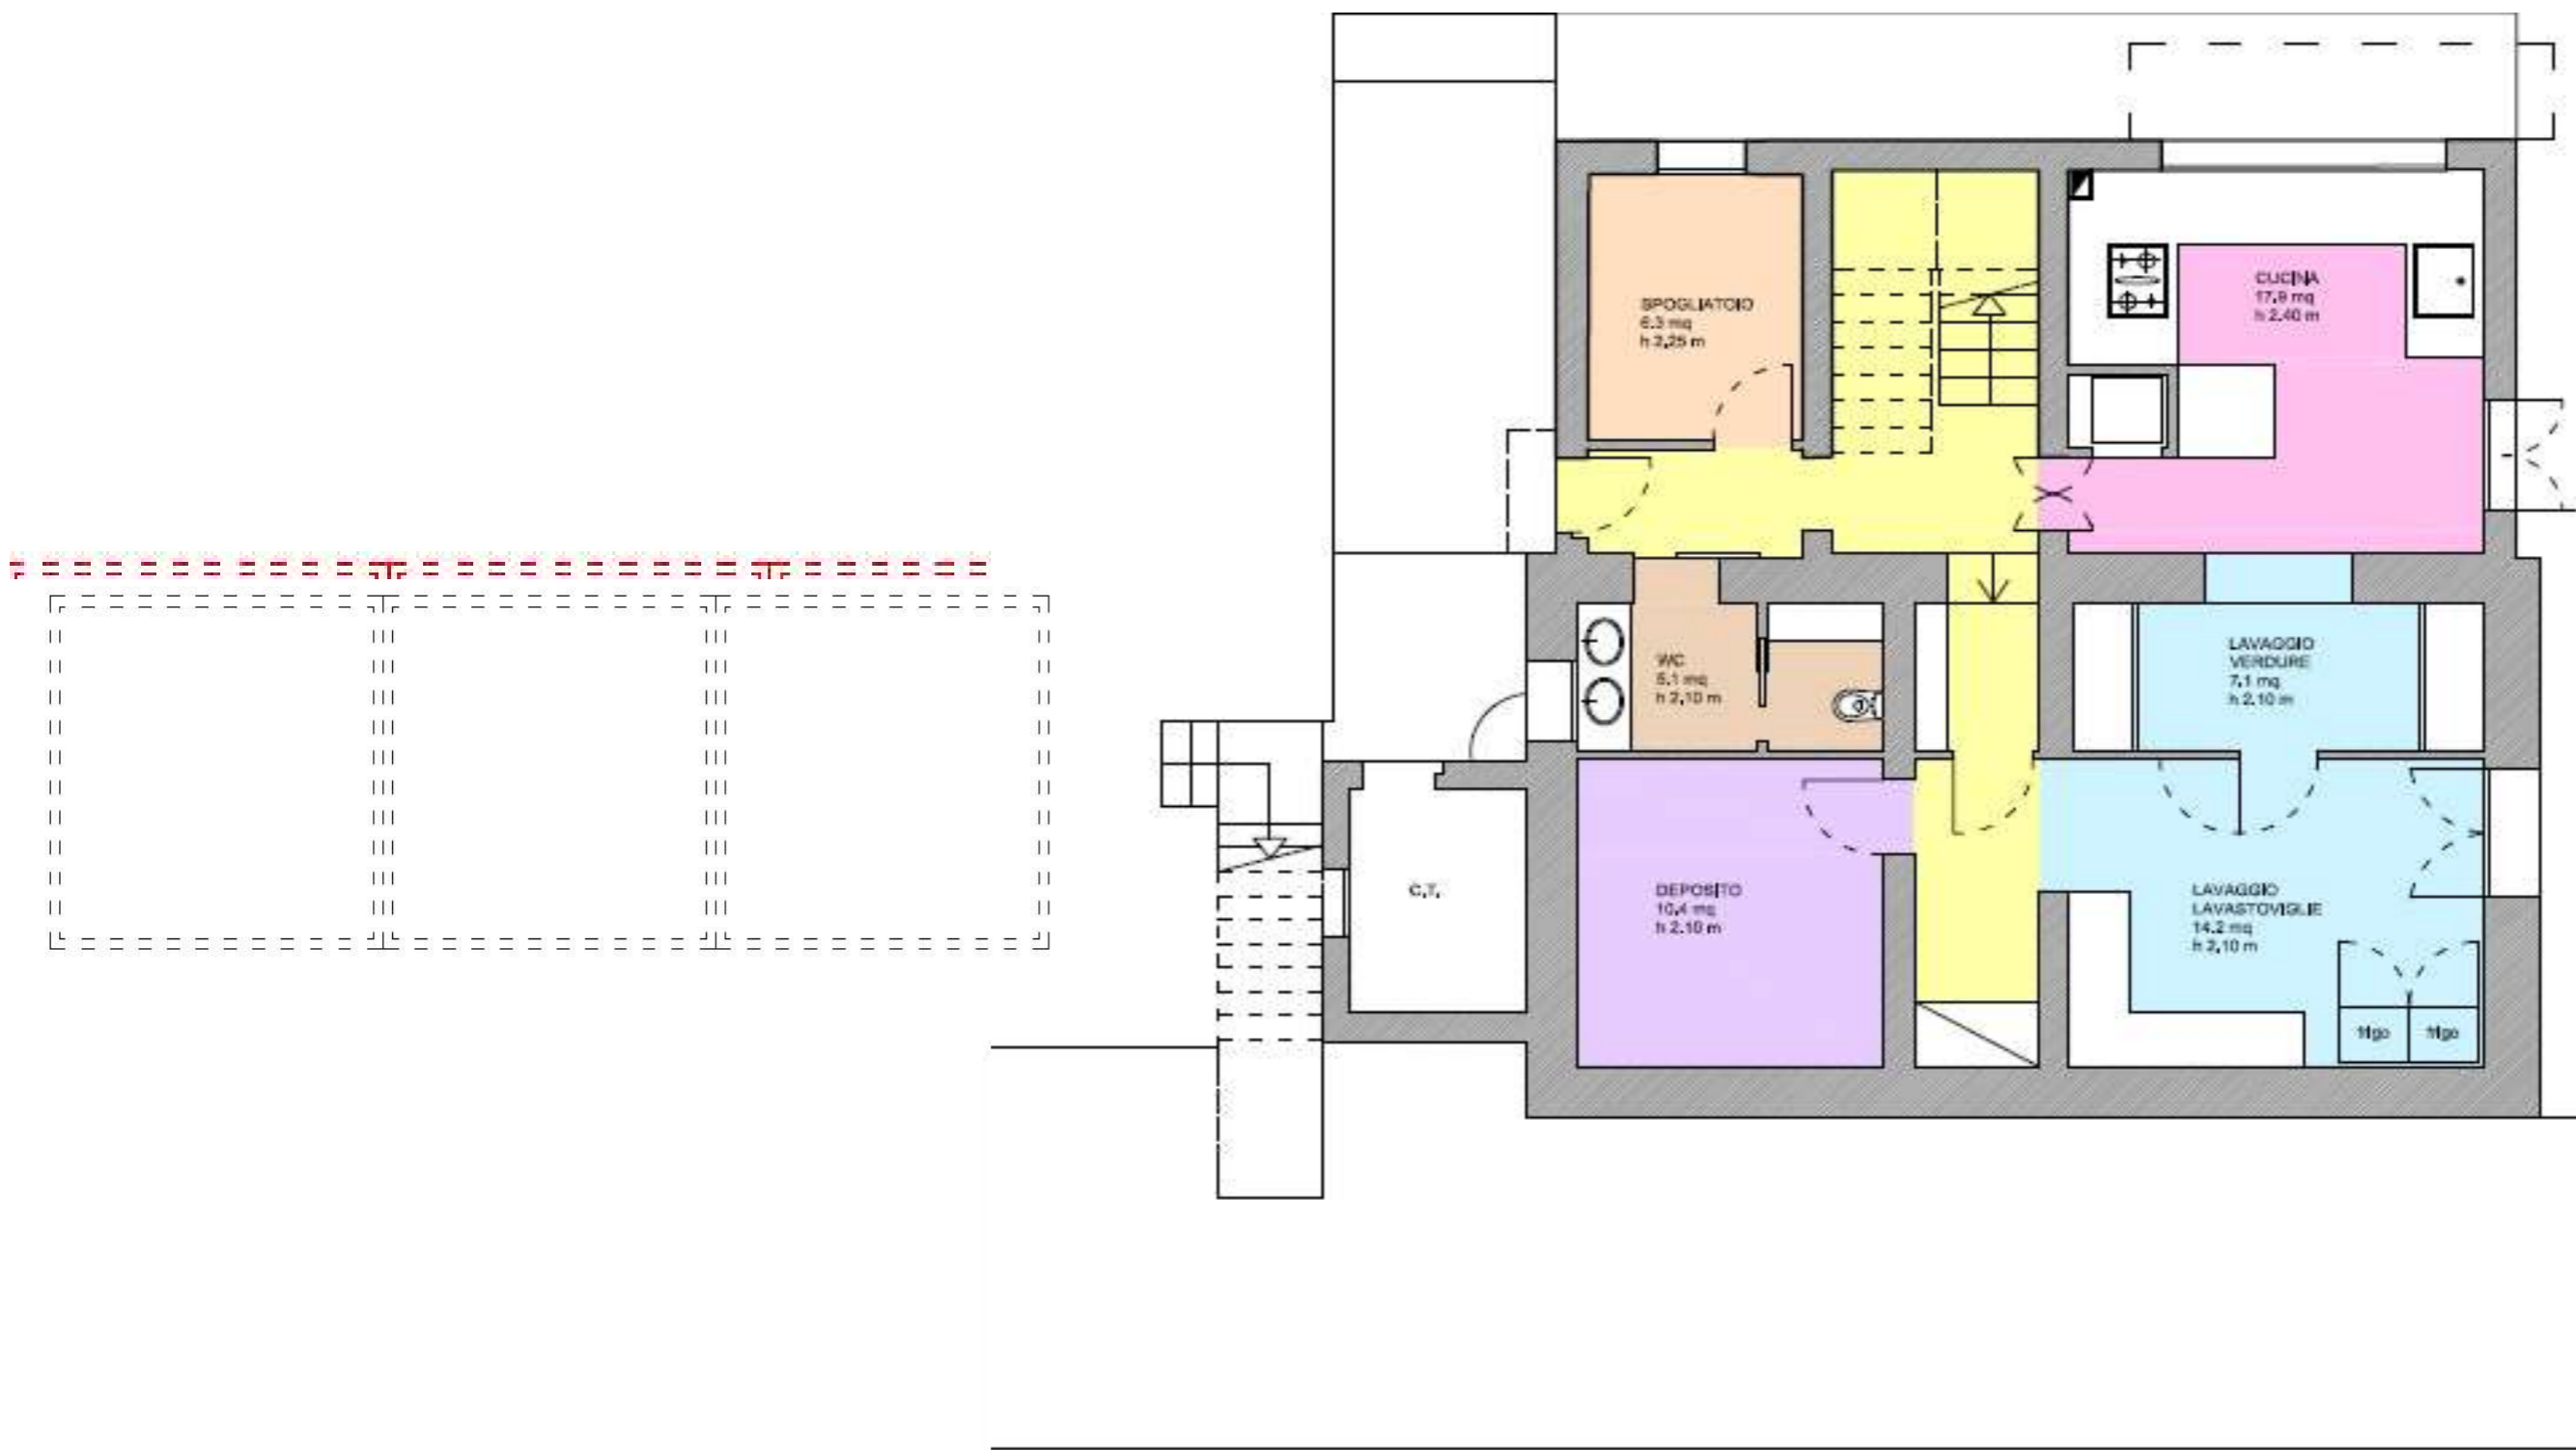 SPOGLIATOIO
6.3 mq
h 2,25 m
CUCINA
17,9 mq
h 2.40 m
WC
5.1 mq
h 2,10 m
LAVAGGIO
VERDURE
7,1 mq
h 2,10 m
C.T.
DEPOSITO
10,4 mq
h 2.10 m
LAVAGGIO
LAVASTOVIGLIE
14.2 mq
h 2,10 m
frigo
frigo